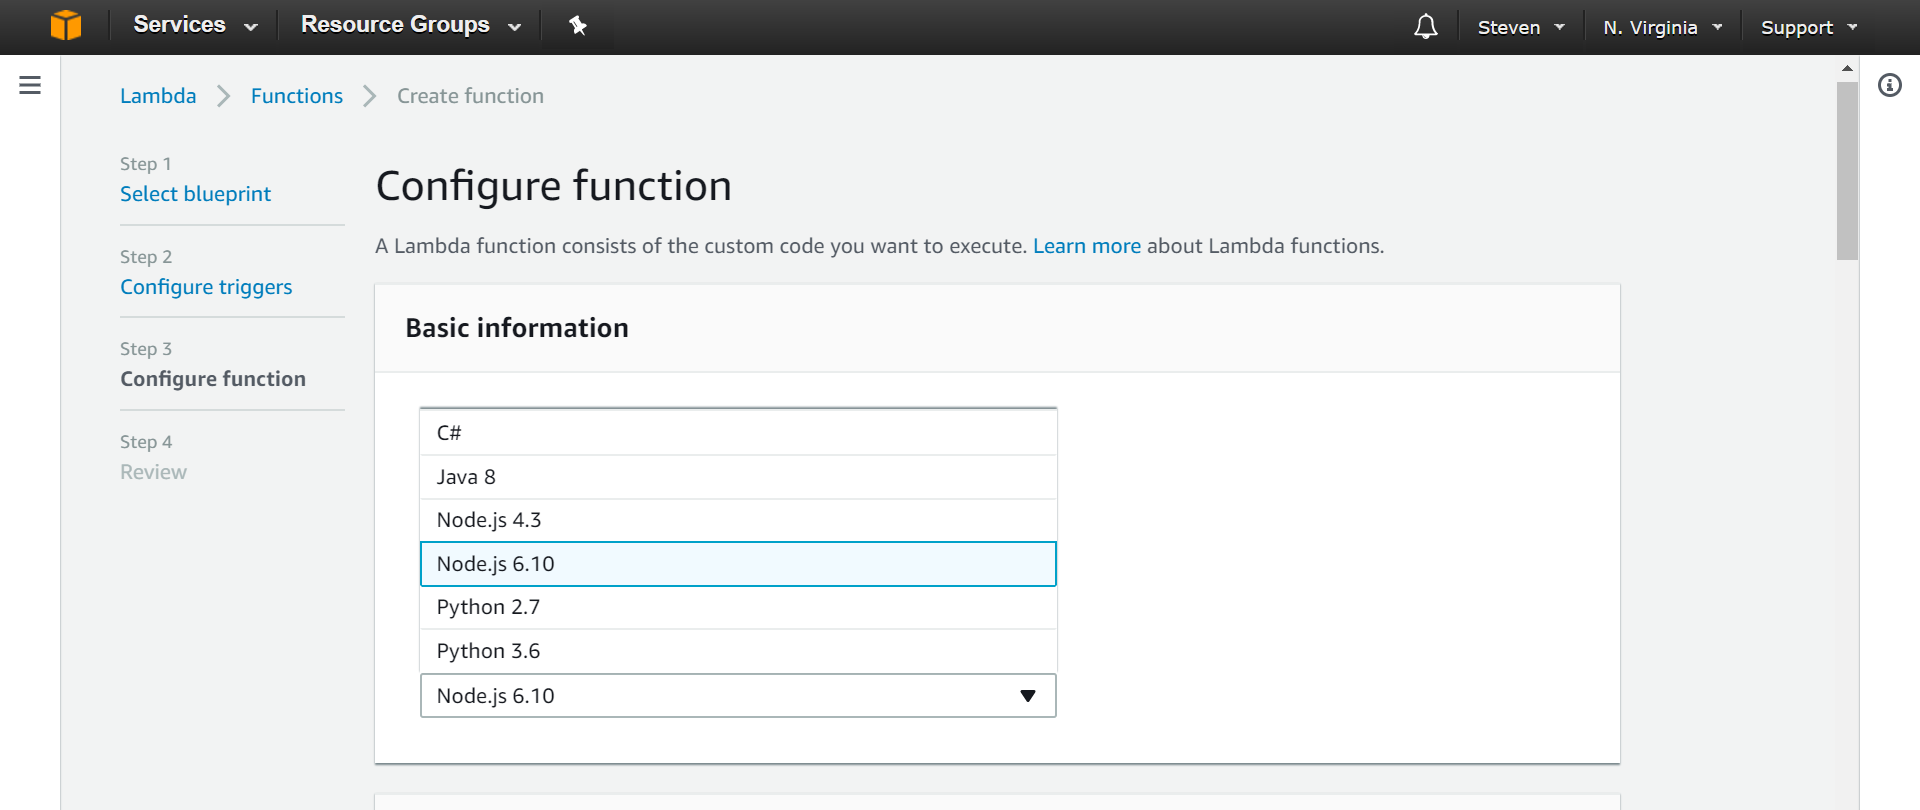 Services Resource Groups Steven N. Virginia Support
Lambda Functions Create function
Step 1
Select blueprint
Step 2
Configure triggers
Step 3
Configure function
Step 4
Review
Configure function
A Lambda function consists of the custom code you want to execute. Learn more about Lambda functions.
Basic information
C#
Java 8
Node.js 4.3
Node.js 6.10
Python 2.7
Python 3.6
Node.js 6.10